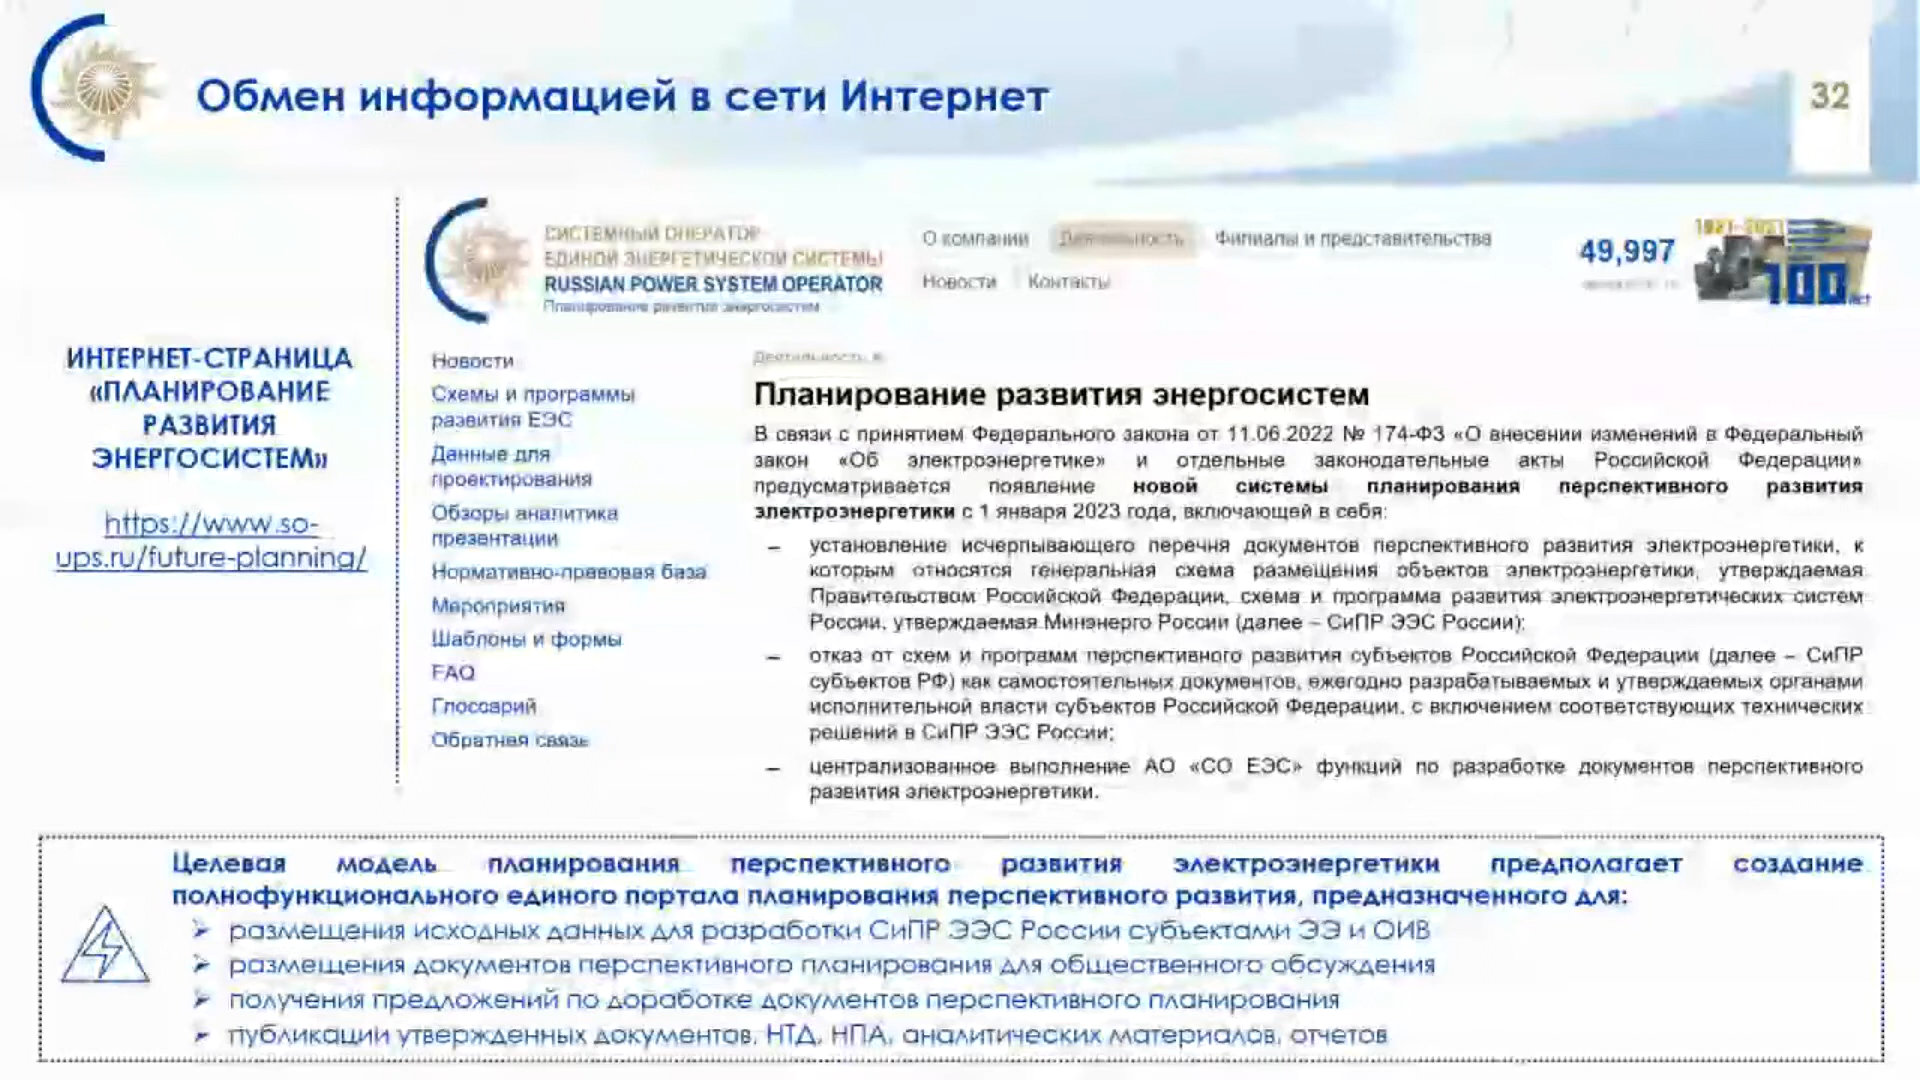 Обмен информацией в сети Интернет
32
ИНТЕРНЕТ-СТРАНИЦА
«ПЛАНИРОВАНИЕ
РАЗВИТИЯ
ЭНЕРГОСИСТЕМ»
https://www.so-
ups.ru/future-planning/
СИСТЕМНЫЙ ОПЕРАТОР
ЕДИНОЙ ЭНЕРГЕТИЧЕСКОЙ СИСТЕМЫ
RUSSIAN POWER SYSTEM OPERATOR
Планирование развития энергосистем
О компании Деятельность Филиалы и представительства
Новости Контакты
49,997
1921-2021
100 лет
Новости
Схемы и программы
развития ЕЭС
Данные для
проектирования
Обзоры аналитика
презентации
Нормативно-правовая база
Мероприятия
Шаблоны и формы
FAQ
Глоссарий
Обратная связь
Деятельность
Планирование развития энергосистем
В связи с принятием Федерального закона от 11.06.2022 № 174-ФЗ «О внесении изменений в Федеральный
закон «Об электроэнергетике» и отдельные законодательные акты Российской Федерации»
предусматривается появление новой системы планирования перспективного развития
электроэнергетики с 1 января 2023 года, включающей в себя:
– установление исчерпывающего перечня документов перспективного развития электроэнергетики, к
которым относятся генеральная схема размещения объектов электроэнергетики, утверждаемая
Правительством Российской Федерации, схема и программа развития электроэнергетических систем
России, утверждаемая Минэнерго России (далее – СиПР ЭЭС России);
– отказ от схем и программ перспективного развития субъектов Российской Федерации (далее – СиПР
субъектов РФ) как самостоятельных документов, ежегодно разрабатываемых и утверждаемых органами
исполнительной власти субъектов Российской Федерации, с включением соответствующих технических
решений в СиПР ЭЭС России;
– централизованное выполнение АО «СО ЕЭС» функций по разработке документов перспективного
развития электроэнергетики.
Целевая модель планирования перспективного развития электроэнергетики предполагает создание
полнофункционального единого портала планирования перспективного развития, предназначенного для:
➢ размещения исходных данных для разработки СиПР ЭЭС России субъектами ЭЭ и ОИВ
➢ размещения документов перспективного планирования для общественного обсуждения
➢ получения предложений по доработке документов перспективного планирования
➢ публикации утвержденных документов, НТД, НПА, аналитических материалов, отчетов